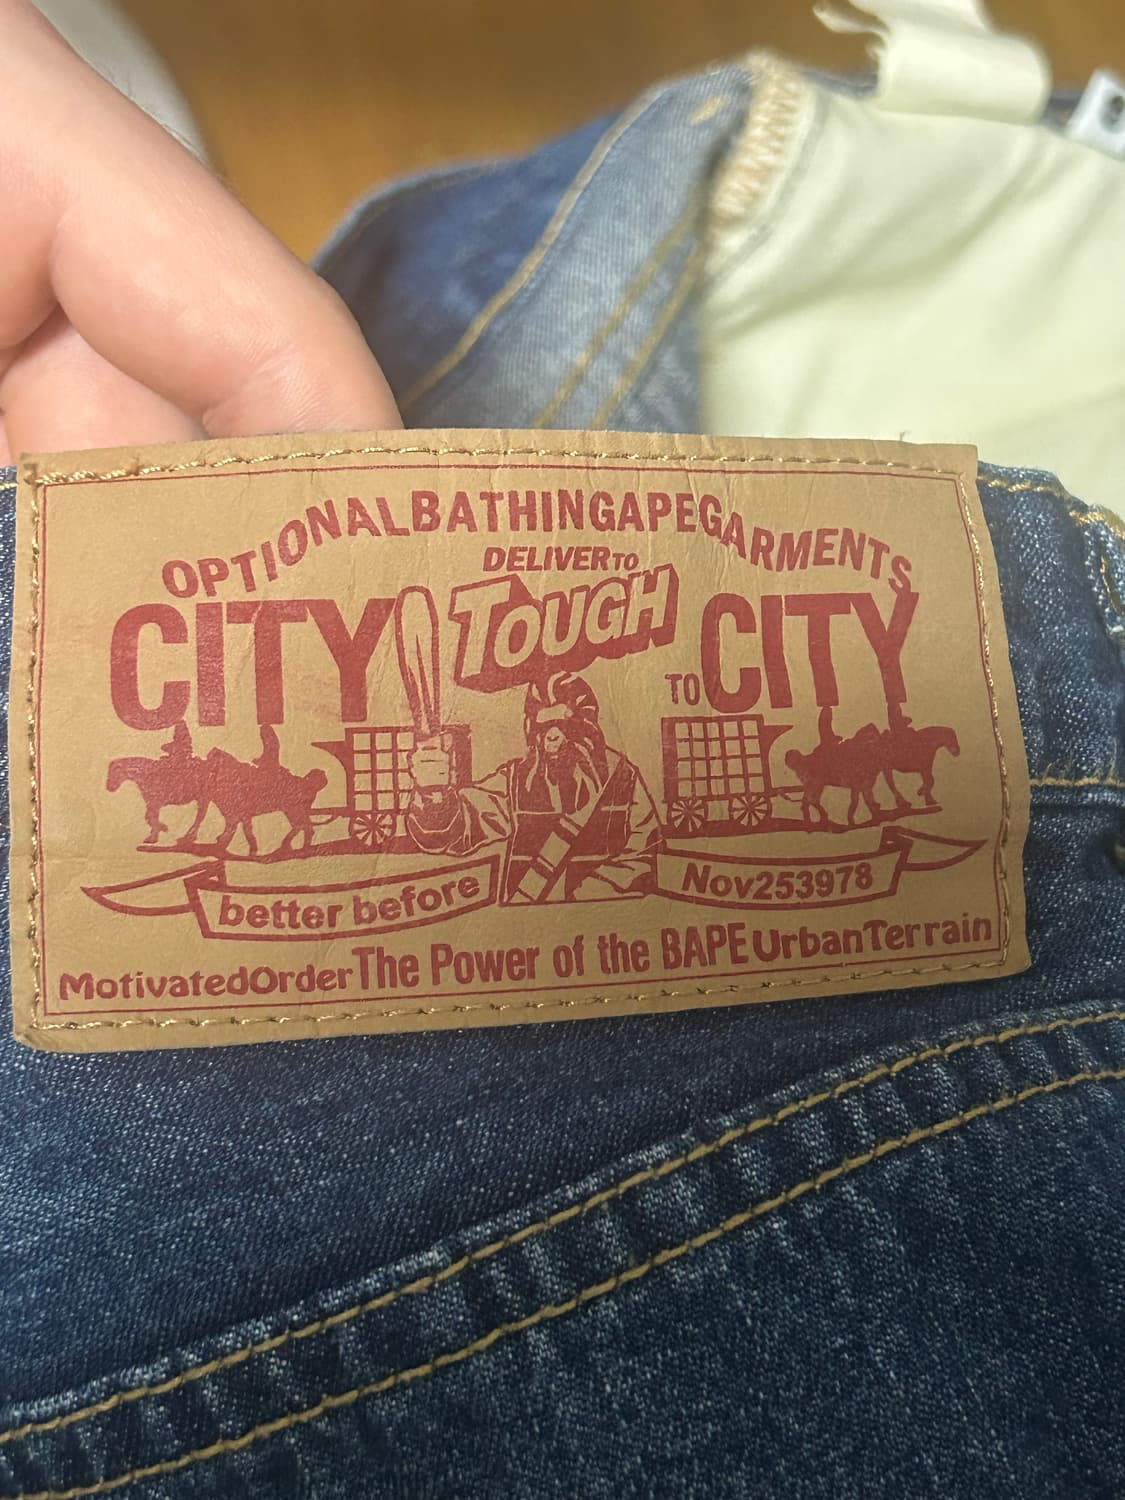 OPTIONALBATHINGAPEGARMENTS
DELIVER TO
CITY TOUGH TO CITY
better before Nov253978
MotivatedOrder The Power of the BAPE UrbanTerrain